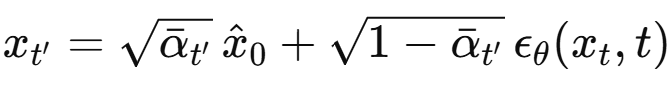 $x_{t'} = \sqrt{\bar{\alpha}_{t'}}\, \hat{x}_0 + \sqrt{1 - \bar{\alpha}_{t'}}\, \epsilon_\theta(x_t, t)$